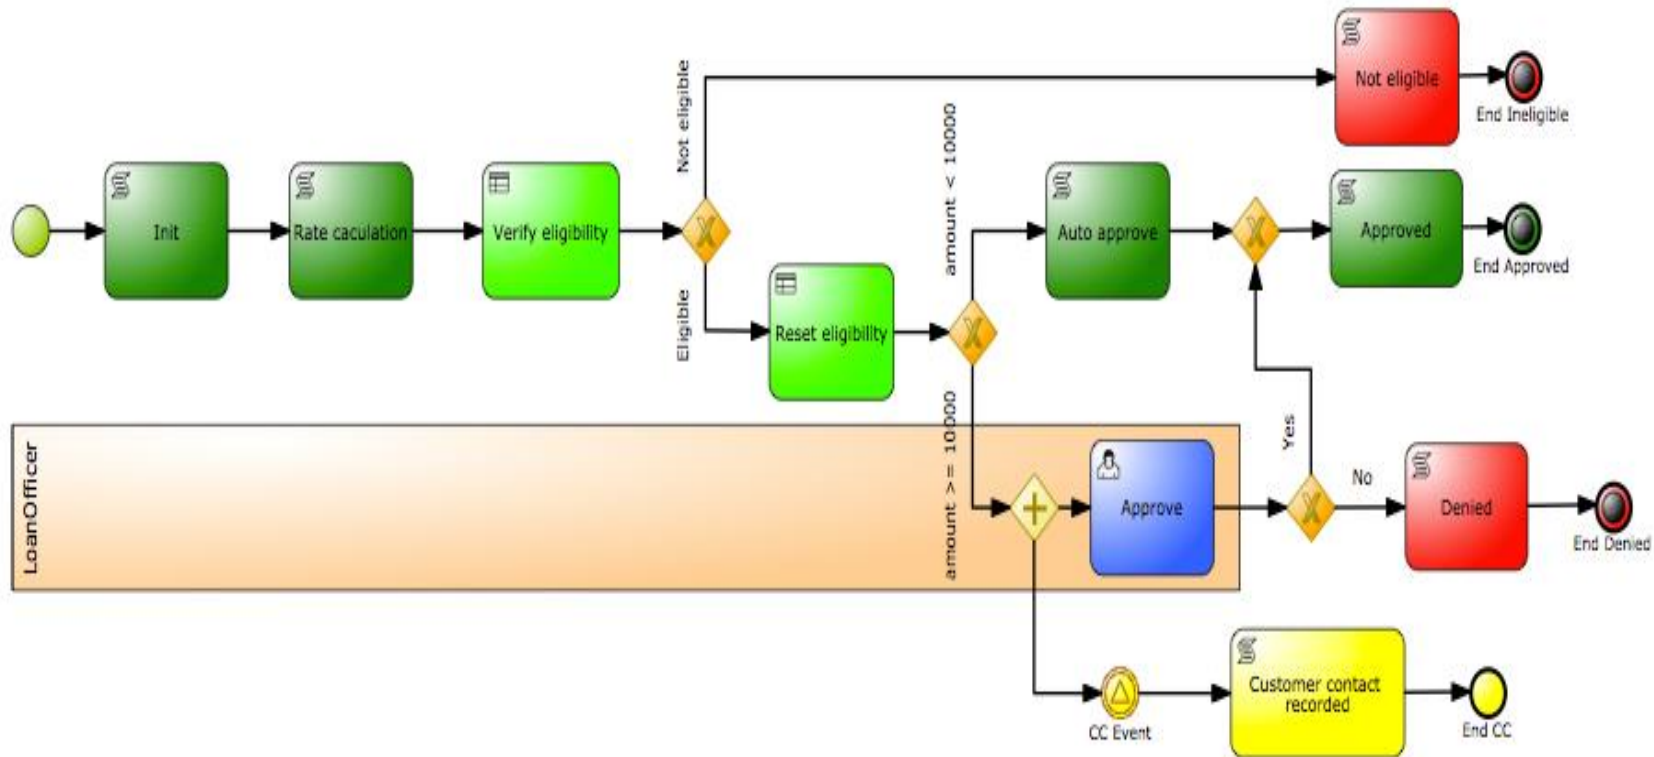 Not eligible
End Ineligible
Not eligible
amount < 10000
Init
Rate caculation
Verify eligibility
Auto approve
Approved
End Approved
Eligible
Reset eligibility
LoanOfficer
amount >= 10000
Approve
Yes
No
Denied
End Denied
CC Event
Customer contact
recorded
End CC